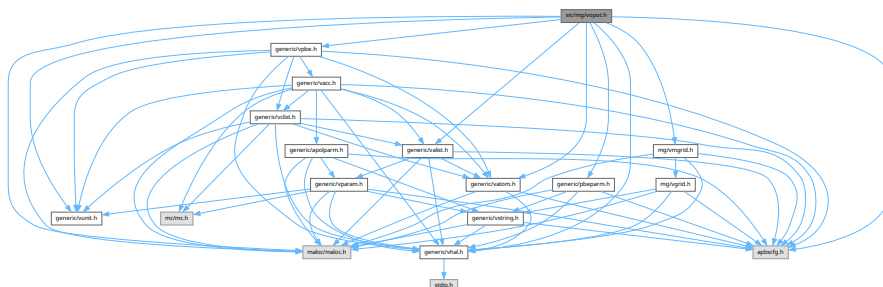 src/mg/vopot.h
generic/vpbe.h
generic/vacc.h
generic/vclist.h
generic/apolparm.h
generic/valist.h
mg/vmgrid.h
generic/vparam.h
generic/vatom.h
generic/pbeparm.h
mg/vgrid.h
generic/vunit.h
mc/mc.h
generic/vstring.h
maloc/maloc.h
generic/vhal.h
apbscfg.h
stdio.h